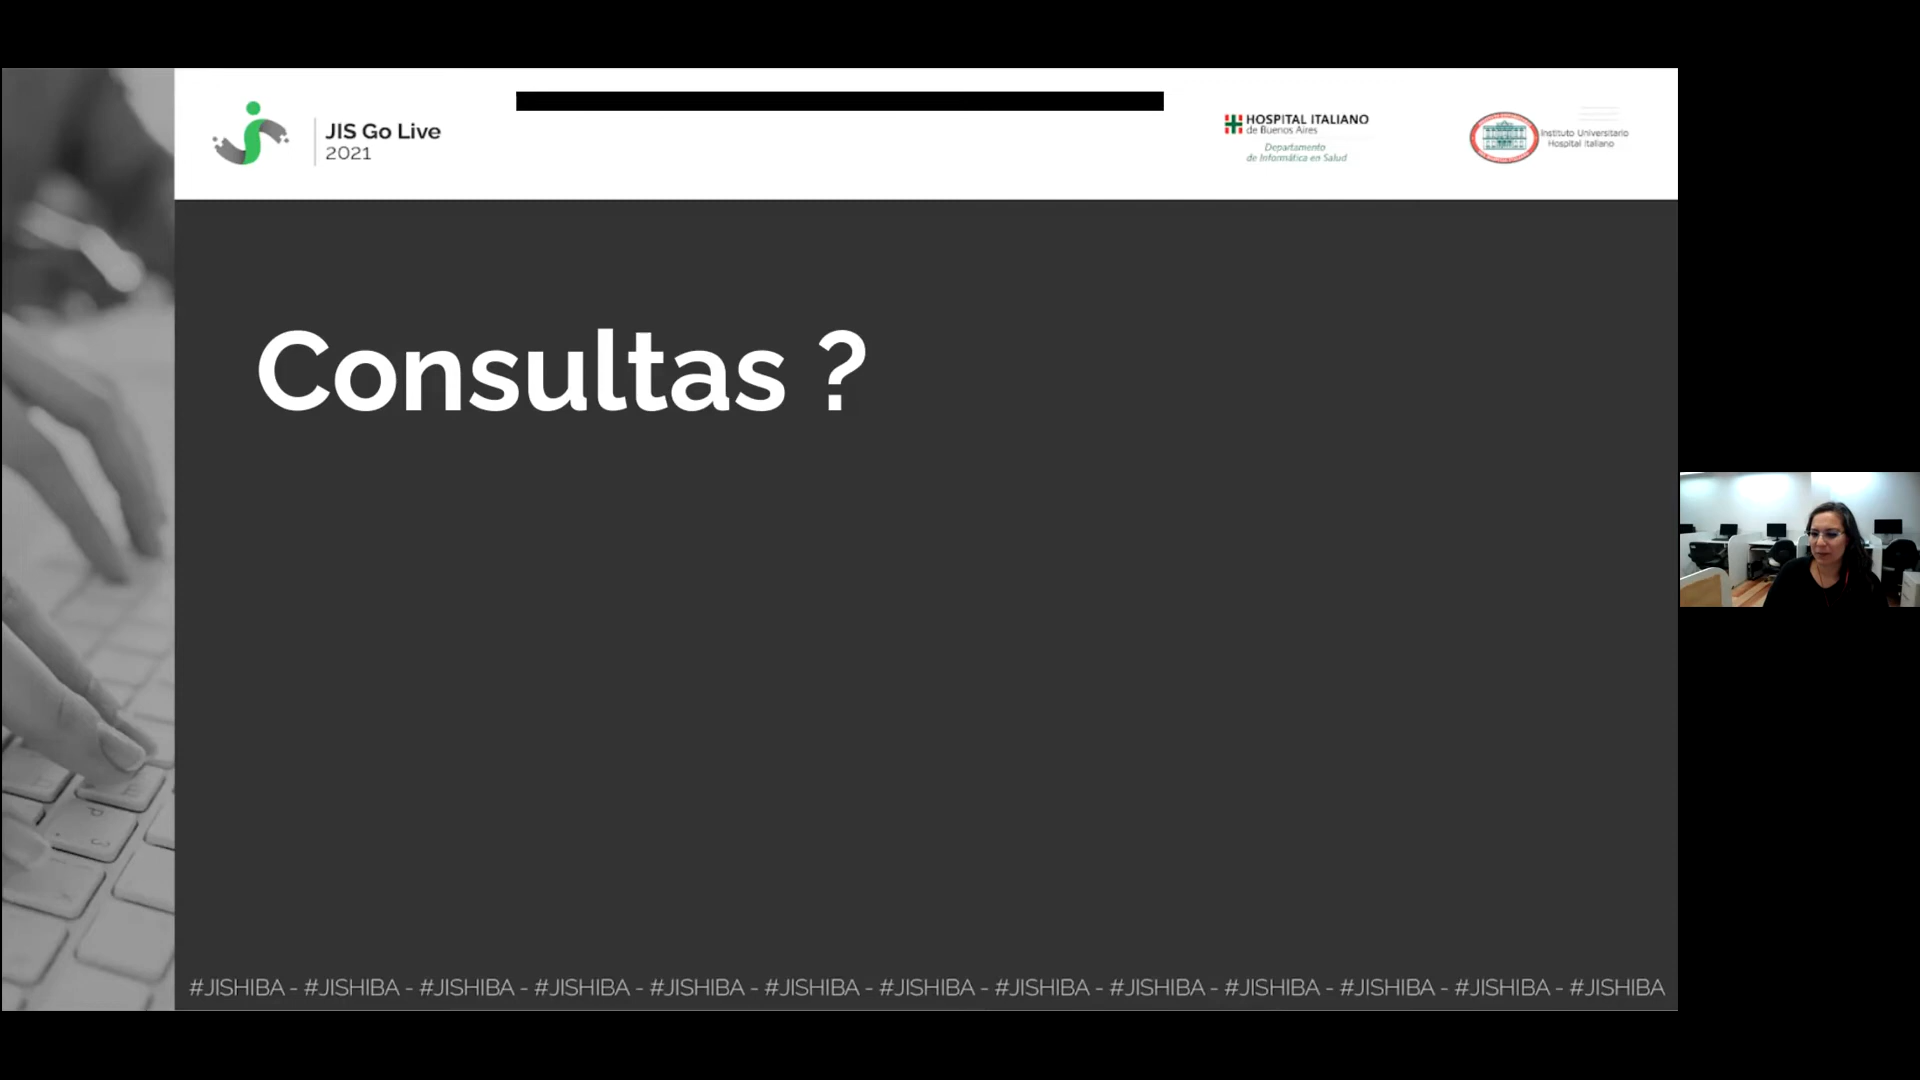 JIS Go Live
2021
HOSPITAL ITALIANO
de Buenos Aires
Departamento
de Informática en Salud
Instituto Universitario
Hospital Italiano
Consultas ?
#JISHIBA - #JISHIBA - #JISHIBA - #JISHIBA - #JISHIBA - #JISHIBA - #JISHIBA - #JISHIBA - #JISHIBA - #JISHIBA - #JISHIBA - #JISHIBA - #JISHIBA